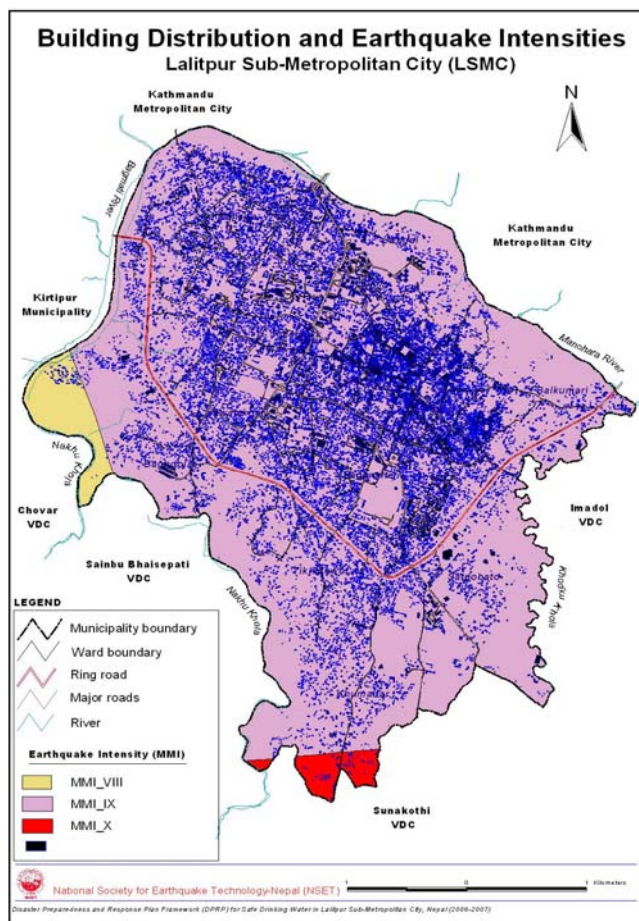 Building Distribution and Earthquake Intensities
Lalitpur Sub-Metropolitan City (LSMC)
Kathmandu
Metropolitan City
N
Bagmati River
Kathmandu
Metropolitan City
Kirtipur
Municipality
Manohara River
Balkumari
Nakhu Khola
Chovar
VDC
Imadol
VDC
Sainbu Bhaisepati
VDC
Satdobato
Nakhu Khola
Khodku Khola
Khumaltar
LEGEND
Municipality boundary
Ward boundary
Ring road
Major roads
River
Earthquake Intensity (MMI)
MMI_VIII
MMI_IX
MMI_X
Sunakothi
VDC
National Society for Earthquake Technology-Nepal (NSET)
1 0 1 Kilometers
Disaster Preparedness and Response Plan Framework (DPRP) for Safe Drinking Water in Lalitpur Sub-Metropolitan City, Nepal (2006-2007)